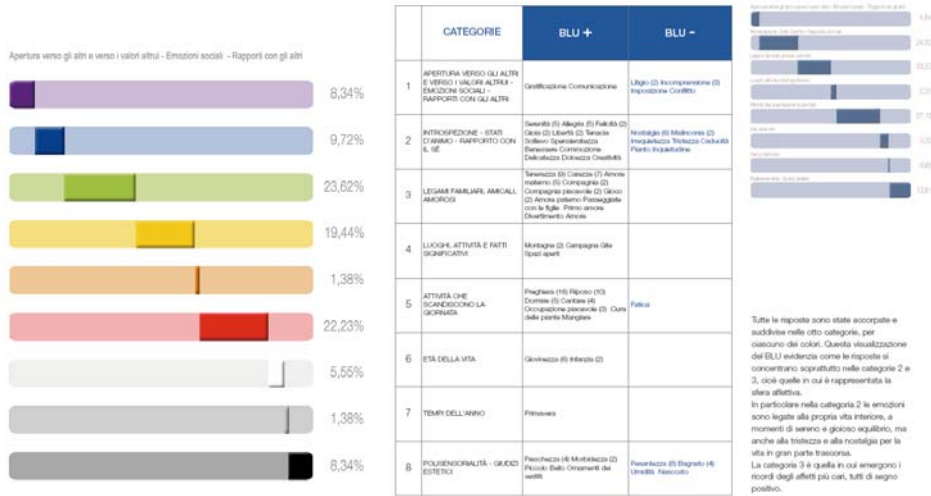 Apertura verso gli altri e verso i valori altrui - Emozioni sociali - Rapporti con gli altri
8,34%
9,72%
23,62%
19,44%
1,38%
22,23%
5,55%
1,38%
8,34%
CATEGORIE
BLU +
BLU -
1
APERTURA VERSO GLI ALTRI
E VERSO I VALORI ALTRUI -
EMOZIONI SOCIALI -
RAPPORTI CON GLI ALTRI
Gratificazione Comunicazione
Litigio (2) Incomprensione (3)
Imposizione Conflitto
2
INTROSPEZIONE - STATI
D'ANIMO - RAPPORTO CON
IL SÉ
Serenità (6) Allegria (5) Felicità (2)
Gioia (2) Libertà (2) Tenacia
Sollievo Spensieratezza
Benessere Commozione
Delicatezza Dolcezza Creatività
Nostalgia (6) Malinconia (2)
Irrequietezza Tristezza Caducità
Pianto Inquietudine
3
LEGAMI FAMILIARI, AMICALI,
AMOROSI
Tenerezza (9) Carezze (7) Amore
materno (5) Compagnia (2)
Compagnia piacevole (2) Gioco
(2) Amore paterno Passeggiate
con le figlie Primo amore
Divertimento Amore
4
LUOGHI, ATTIVITÀ E FATTI
SIGNIFICATIVI
Montagna (2) Campagna Gite
Spazi aperti
5
ATTIVITÀ CHE
SCANDISCONO LA
GIORNATA
Preghiera (16) Riposo (10)
Dormire (5) Cantare (4)
Occupazione piacevole (3) Cura
delle piante Mangiare
Fatica
6
ETÀ DELLA VITA
Giovinezza (6) Infanzia (2)
7
TEMPI DELL'ANNO
Primavera
8
POLISENSORIALITÀ - GIUDIZI
ESTETICI
Freschezza (4) Morbidezza (2)
Piccolo Bello Ornamenti dei
vestiti
Pesantezza (8) Bagnato (4)
Umidità Nascosto
Tutte le risposte sono state accorpate e
suddivise nelle otto categorie, per
ciascuno dei colori. Questa visualizzazione
del BLU evidenzia come le risposte si
concentrano soprattutto nelle categorie 2 e
3, cioè quelle in cui è rappresentata la
sfera affettiva.
In particolare nella categoria 2 le emozioni
sono legate alla propria vita interiore, a
momenti di sereno e gioioso equilibrio, ma
anche alla tristezza e alla nostalgia per la
vita in gran parte trascorsa.
La categoria 3 è quella in cui emergono i
ricordi degli affetti più cari, tutti di segno
positivo.